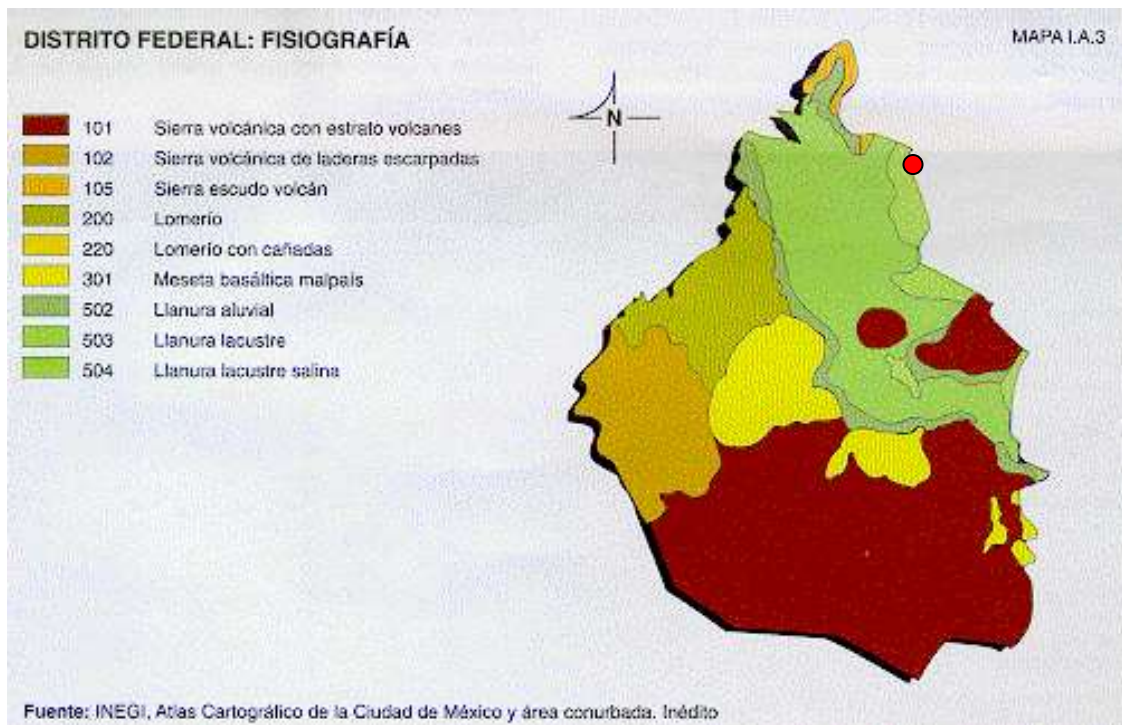 DISTRITO FEDERAL: FISIOGRAFÍA
MAPA I.A.3
N
101 Sierra volcánica con estrato volcanes
102 Sierra volcánica de laderas escarpadas
105 Sierra escudo volcán
200 Lomerío
220 Lomerío con cañadas
301 Meseta basáltica malpaís
502 Llanura aluvial
503 Llanura lacustre
504 Llanura lacustre salina
Fuente: INEGI, Atlas Cartográlico de la Ciudad de México y área conurbada. Inédito